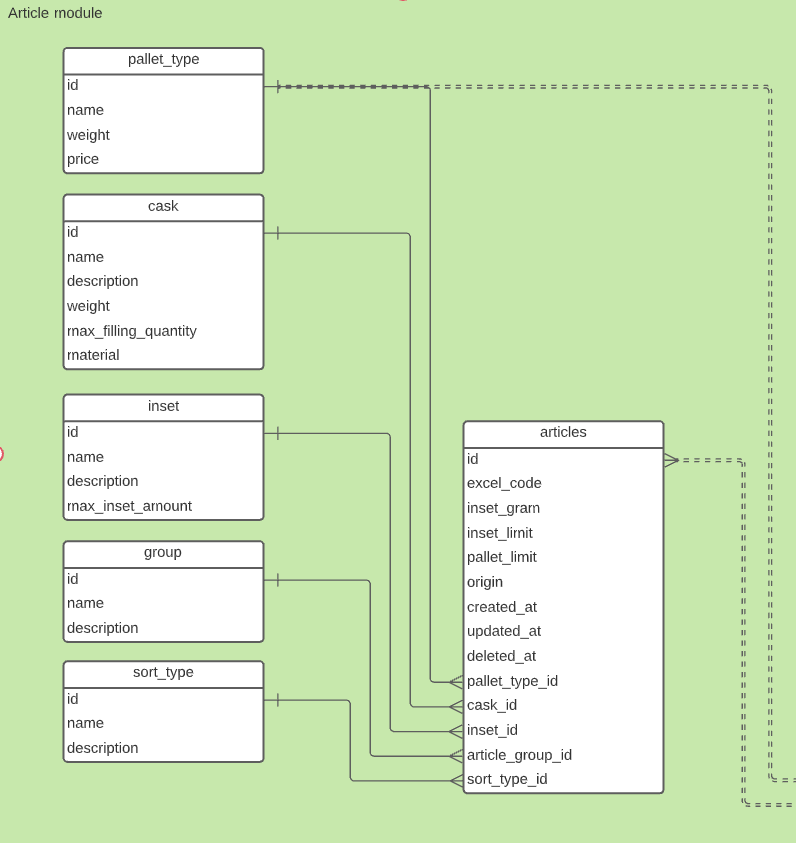 Article module
pallet_type
id
name
weight
price
cask
id
name
description
weight
max_filling_quantity
material
inset
id
name
description
max_inset_amount
group
id
name
description
sort_type
id
name
description
articles
id
excel_code
inset_gram
inset_limit
pallet_limit
origin
created_at
updated_at
deleted_at
pallet_type_id
cask_id
inset_id
article_group_id
sort_type_id